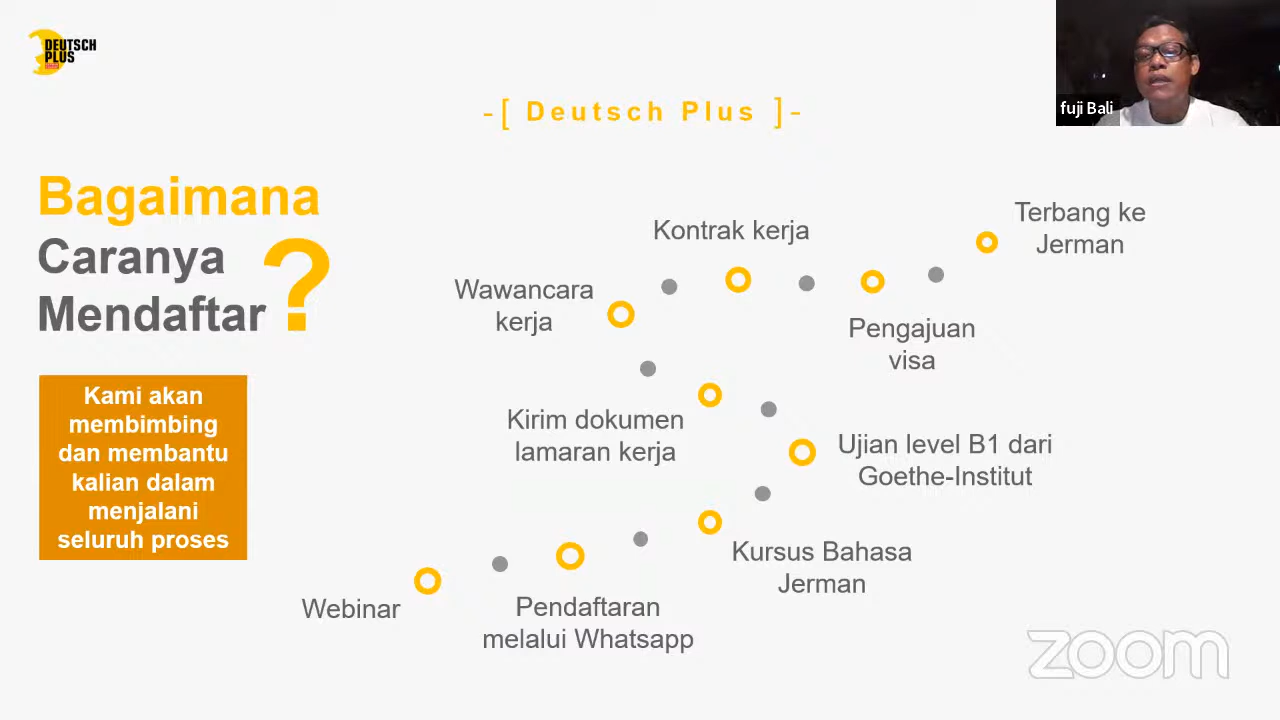 DEUTSCH
PLUS
fuji Bali
-[ Deutsch Plus ]-
Bagaimana
Caranya
Mendaftar
?
Kami akan
membimbing
dan membantu
kalian dalam
menjalani
seluruh proses
Webinar
Pendaftaran
melalui Whatsapp
Kursus Bahasa
Jerman
Ujian level B1 dari
Goethe-Institut
Kirim dokumen
lamaran kerja
Wawancara
kerja
Kontrak kerja
Pengajuan
visa
Terbang ke
Jerman
zoom